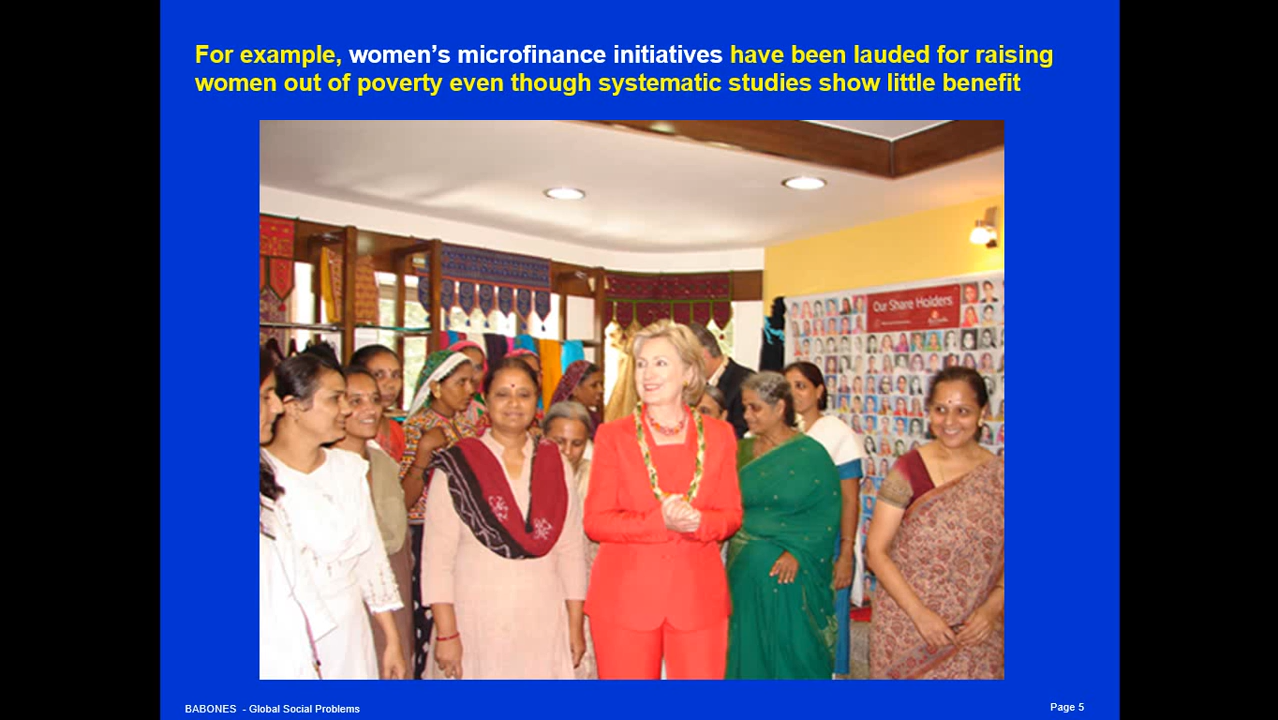 For example, women’s microfinance initiatives have been lauded for raising
women out of poverty even though systematic studies show little benefit
Our Share Holders
BABONES - Global Social Problems
Page 5